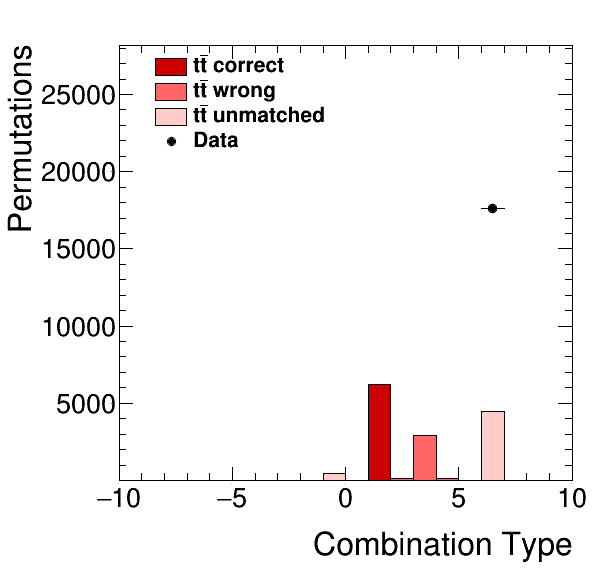 Permutations
tt̄ correct
tt̄ wrong
tt̄ unmatched
Data
25000
20000
15000
10000
5000
−10 −5 0 5 10
Combination Type